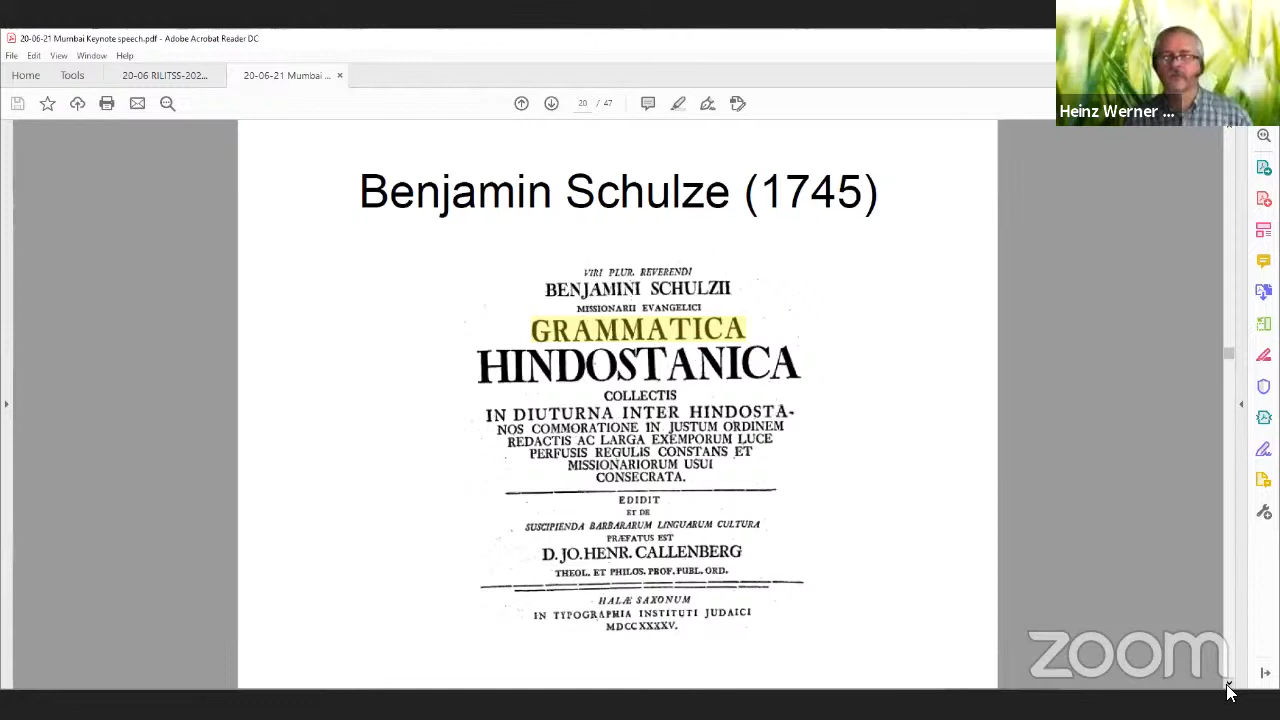 20-06-21 Mumbai Keynote speech.pdf - Adobe Acrobat Reader DC
File Edit View Window Help
Home Tools 20-06 RILITSS-202... 20-06-21 Mumbai ... ×
20 / 47
Heinz Werner ...
Benjamin Schulze (1745)
VIRI PLUR. REVERENDI
BENJAMINI SCHULZII
MISSIONARII EVANGELICI
GRAMMATICA
HINDOSTANICA
COLLECTIS
IN DIUTURNA INTER HINDOSTA-
NOS COMMORATIONE IN JUSTUM ORDINEM
REDACTIS AC LARGA EXEMPORUM LUCE
PERFUSIS REGULIS CONSTANS ET
MISSIONARIORUM USUI
CONSECRATA.
EDIDIT
ET DE
SUSCIPIENDA BARBARARUM LINGUARUM CULTURA
PRÆFATUS EST
D. JO. HENR. CALLENBERG
THEOL. ET PHILOS. PROF. PUBL. ORD.
HALÆ SAXONUM
IN TYPOGRAPHIA INSTITUTI JUDAICI
MDCCXXXXV.
zoom